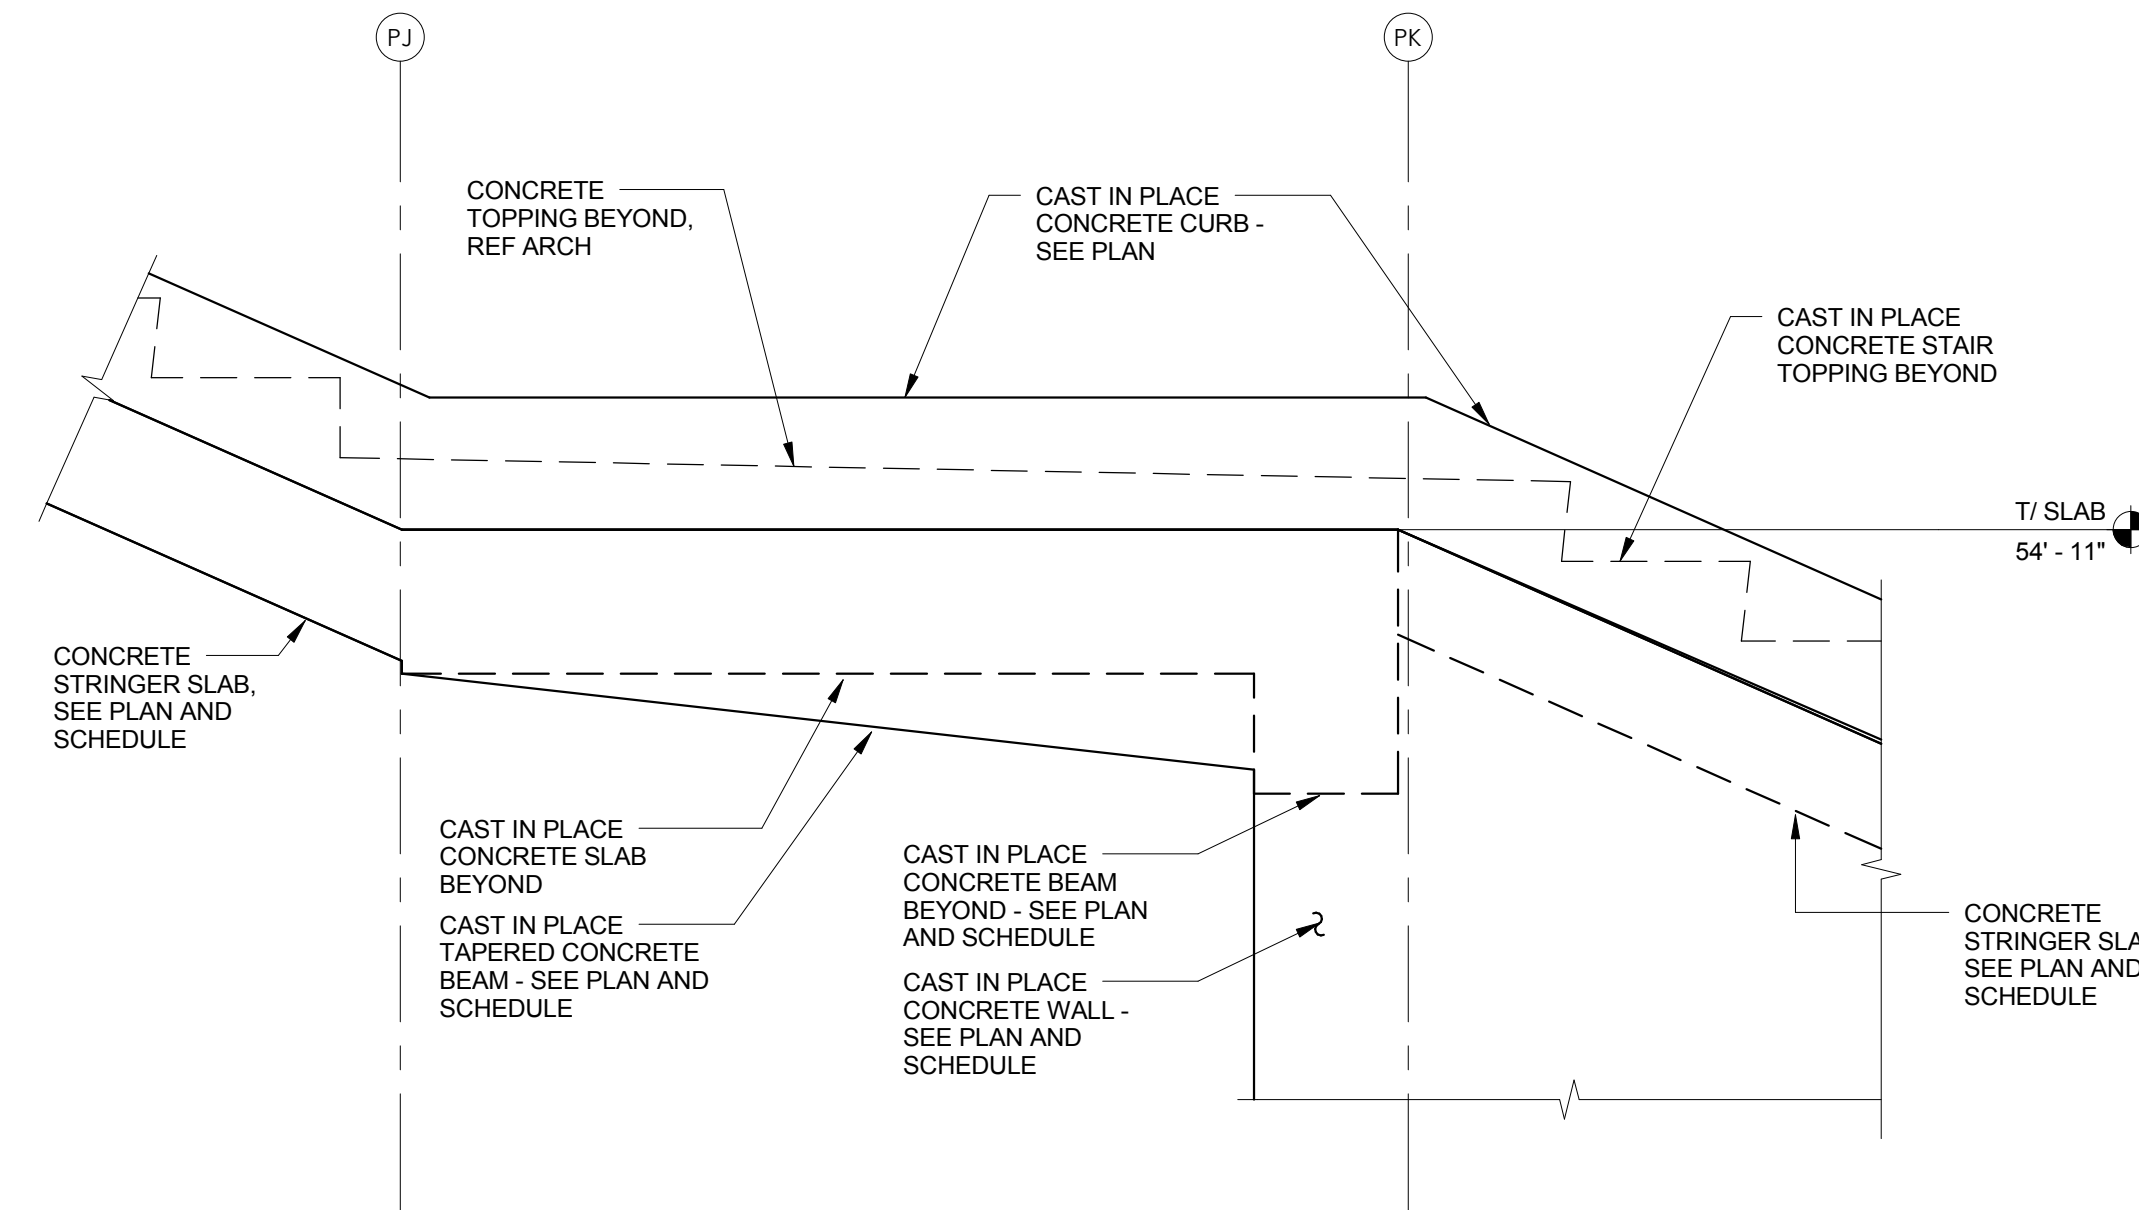 PJ
PK
CONCRETE
TOPPING BEYOND,
REF ARCH
CAST IN PLACE
CONCRETE CURB -
SEE PLAN
CAST IN PLACE
CONCRETE STAIR
TOPPING BEYOND
T/ SLAB
54' - 11"
CONCRETE
STRINGER SLAB,
SEE PLAN AND
SCHEDULE
CAST IN PLACE
CONCRETE SLAB
BEYOND
CAST IN PLACE
TAPERED CONCRETE
BEAM - SEE PLAN AND
SCHEDULE
CAST IN PLACE
CONCRETE BEAM
BEYOND - SEE PLAN
AND SCHEDULE
CAST IN PLACE
CONCRETE WALL -
SEE PLAN AND
SCHEDULE
CONCRETE
STRINGER
SEE PLAN AND
SCHEDULE